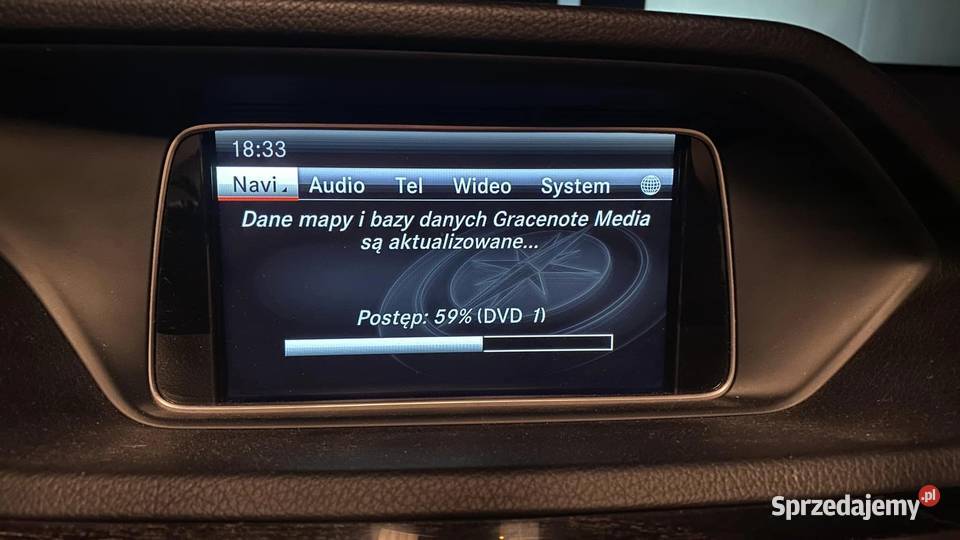 18:33
Navi Audio Tel Wideo System
Dane mapy i bazy danych Gracenote Media
są aktualizowane...
Postęp: 59% (DVD 1)
Sprzedajemy.pl